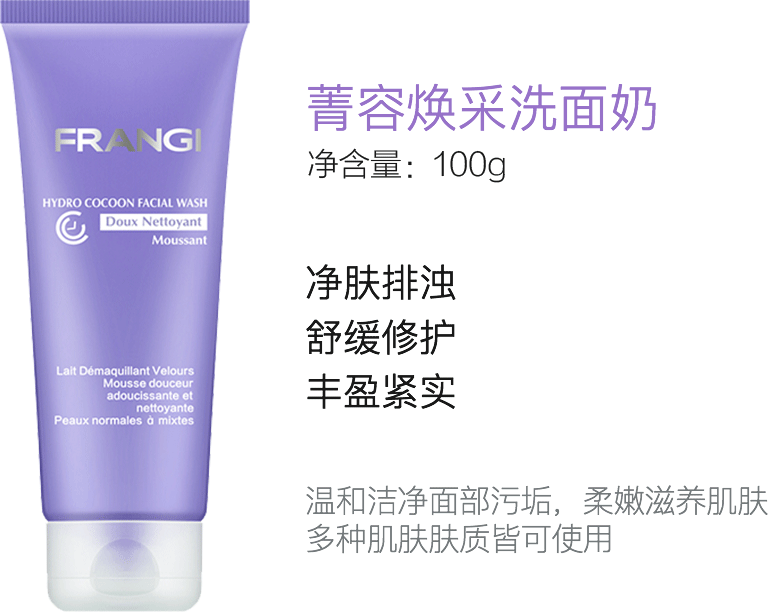 FRANGI
HYDRO COCOON FACIAL WASH
Doux Nettoyant
Moussant
Lait Démaquillant Velours
Mousse douceur
adoucissante et
nettoyante
Peaux normales à mixtes
菁容焕采洗面奶
净含量：100g
净肤排浊
舒缓修护
丰盈紧实
温和洁净面部污垢，柔嫩滋养肌肤
多种肌肤肤质皆可使用